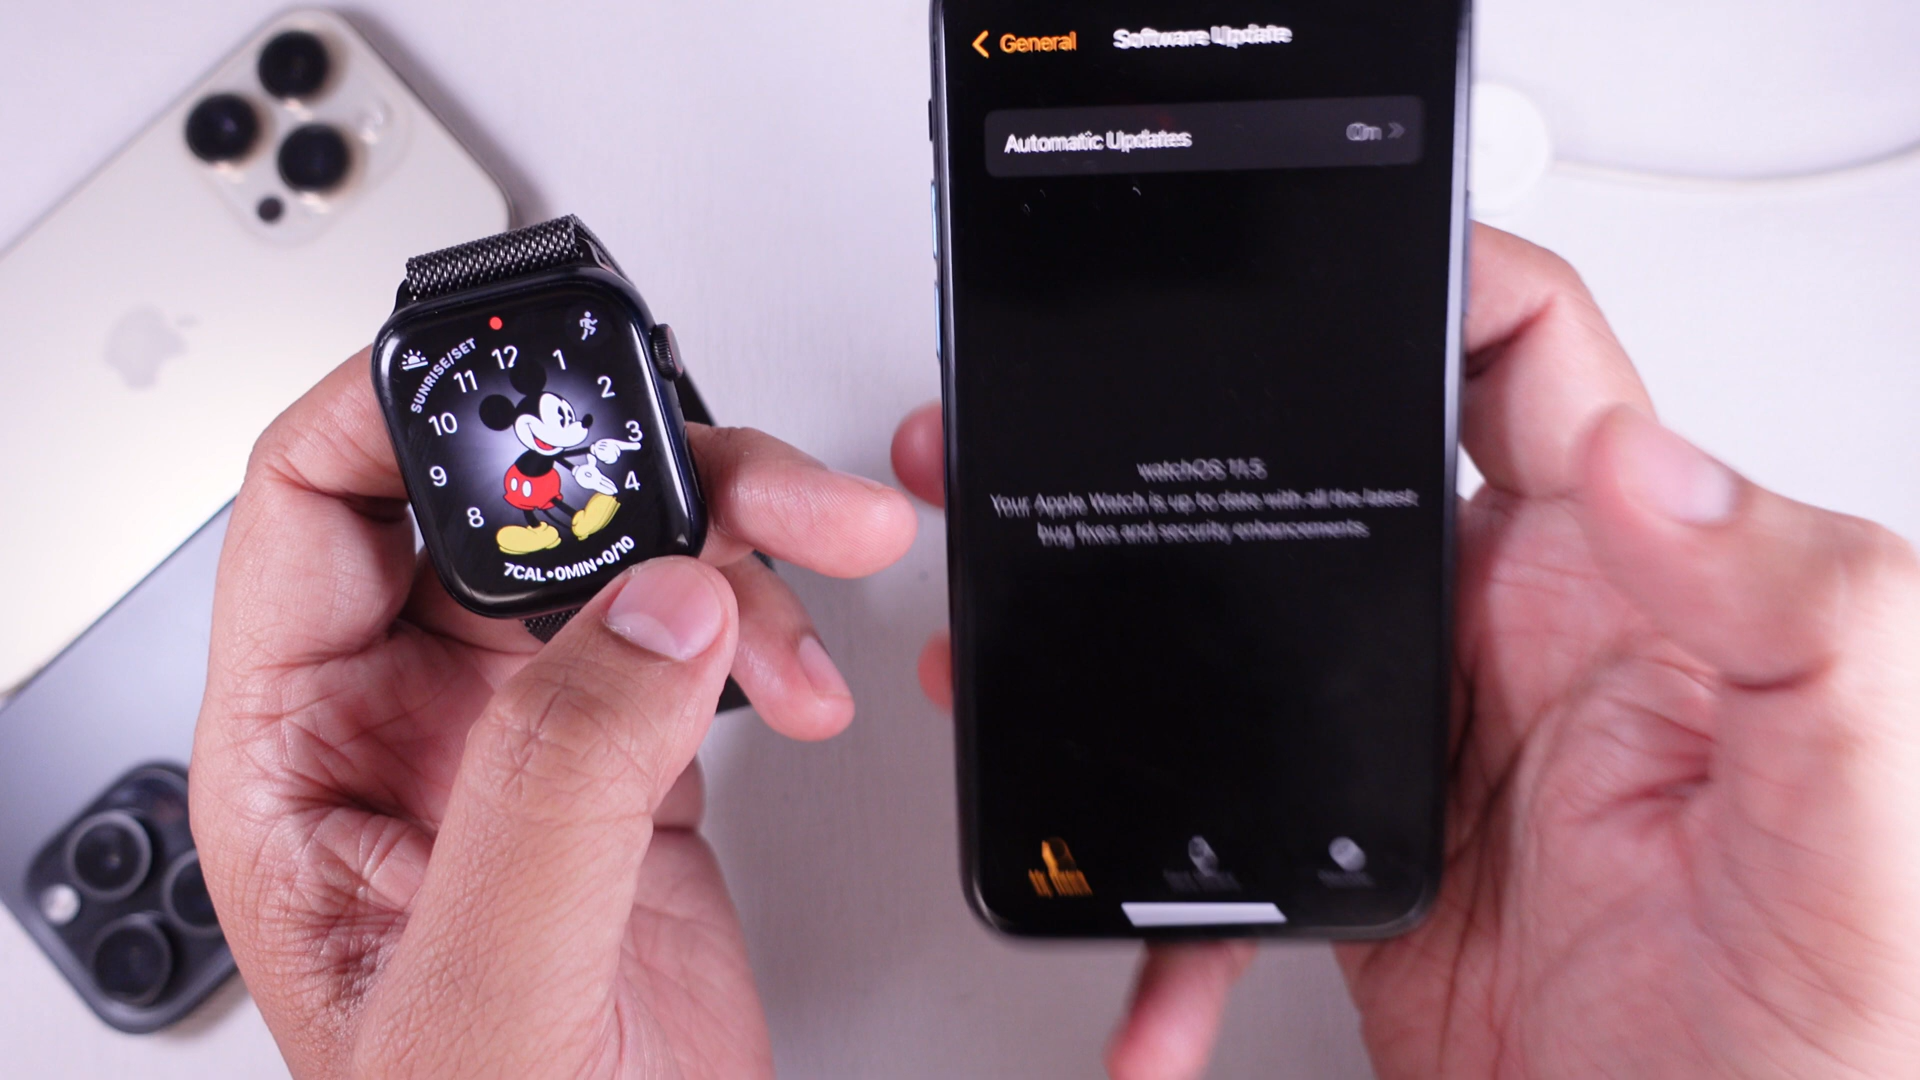 SUNRISE/SET
12
1
2
3
4
8
9
10
11
7CAL•0MIN•0/10
General
Software Update
Automatic Updates
On
watchOS 11.5
Your Apple Watch is up to date with all the latest
bug fixes and security enhancements.